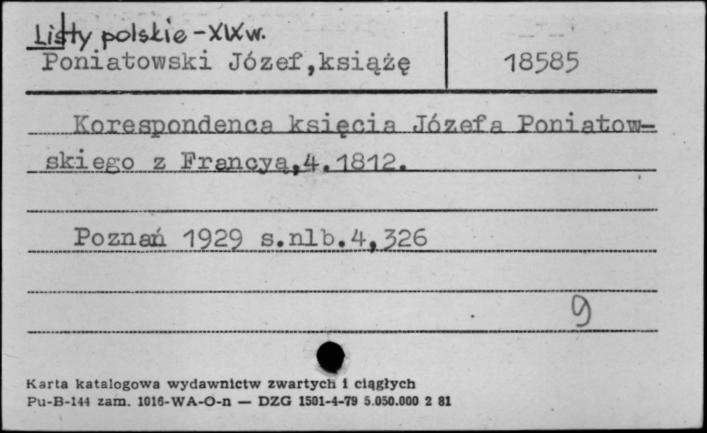 Listy polskie - XIX w.
Poniatowski Józef, książę 18585
Korespondenca księcia Józefa Poniatow-
skiego z Francyą, 4. 1812.
Poznań 1929 s.nlb.4,326
9
Karta katalogowa wydawnictw zwartych i ciągłych
Pu-B-144 zam. 1016-WA-O-n — DZG 1501-4-79 5.050.000 2 81